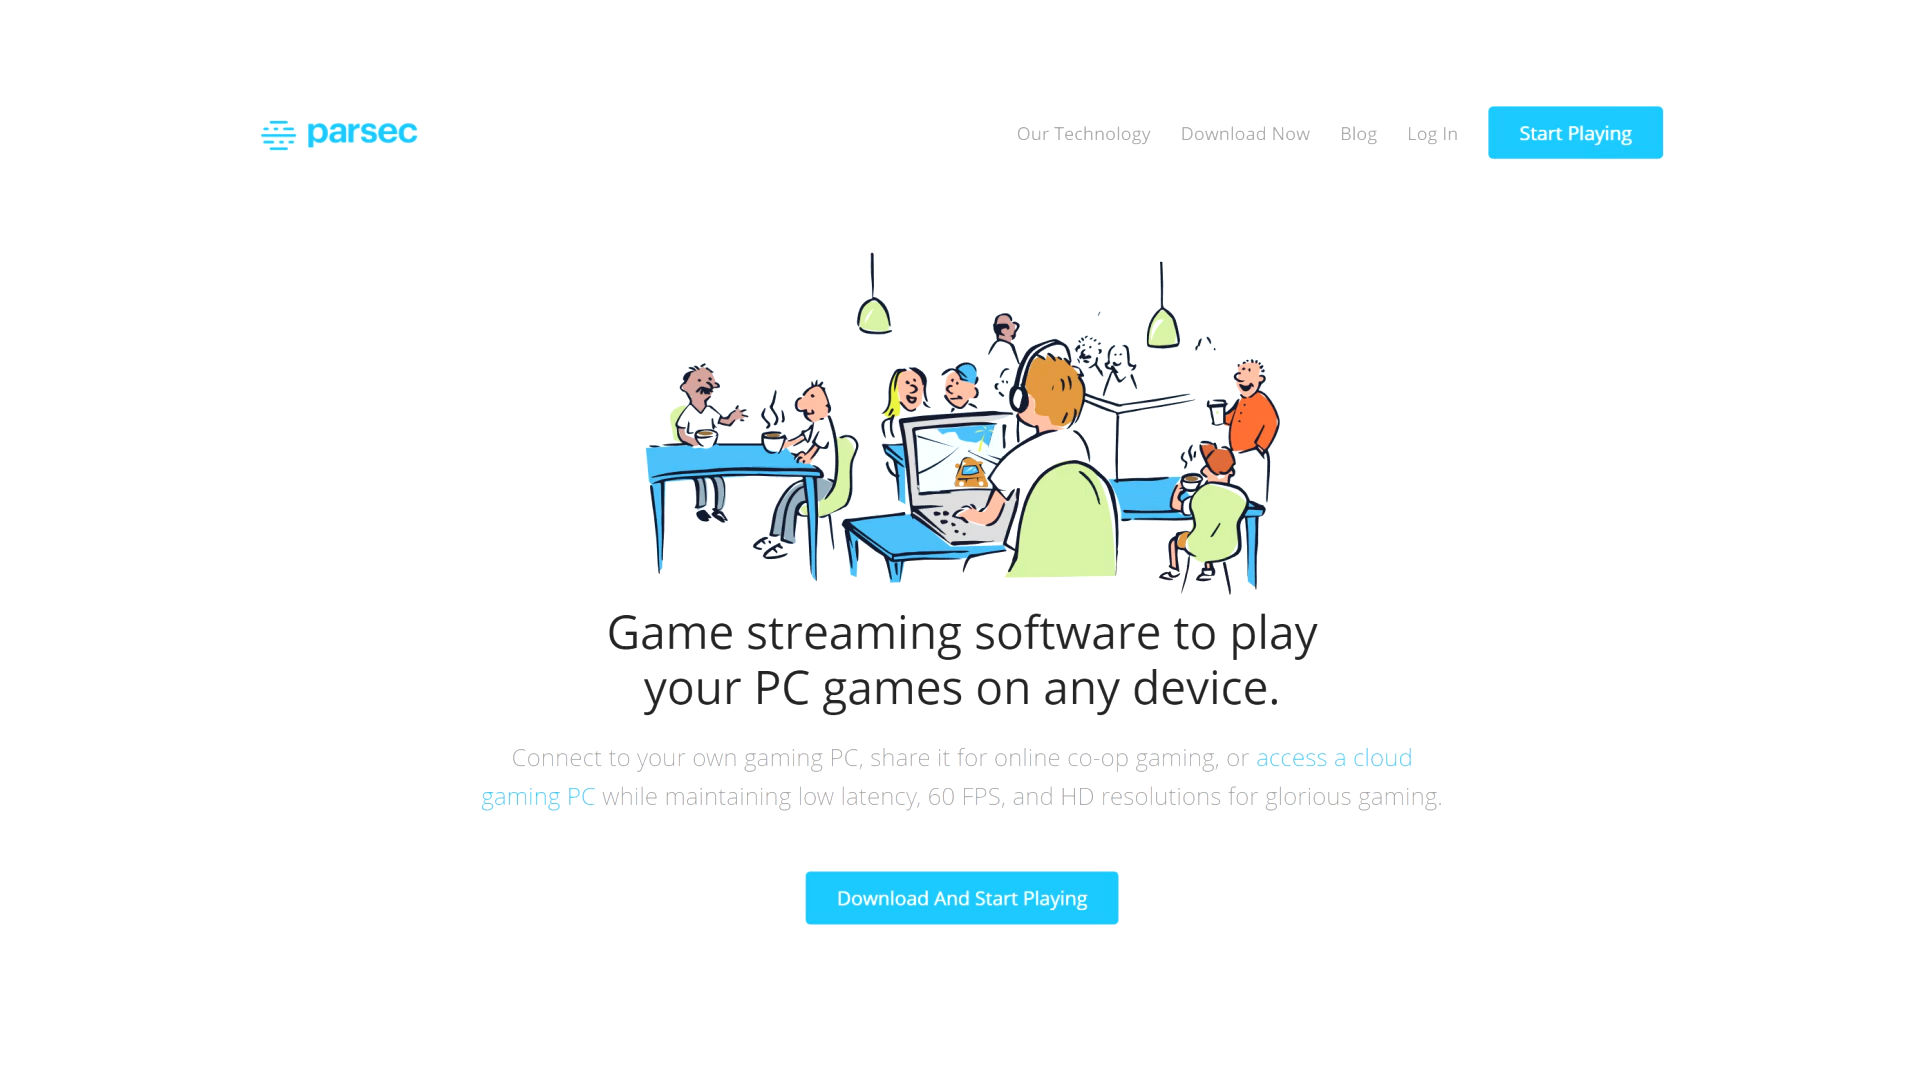 parsec
Our Technology
Download Now
Blog
Log In
Start Playing
Game streaming software to play
your PC games on any device.
Connect to your own gaming PC, share it for online co-op gaming, or access a cloud
gaming PC while maintaining low latency, 60 FPS, and HD resolutions for glorious gaming.
Download And Start Playing